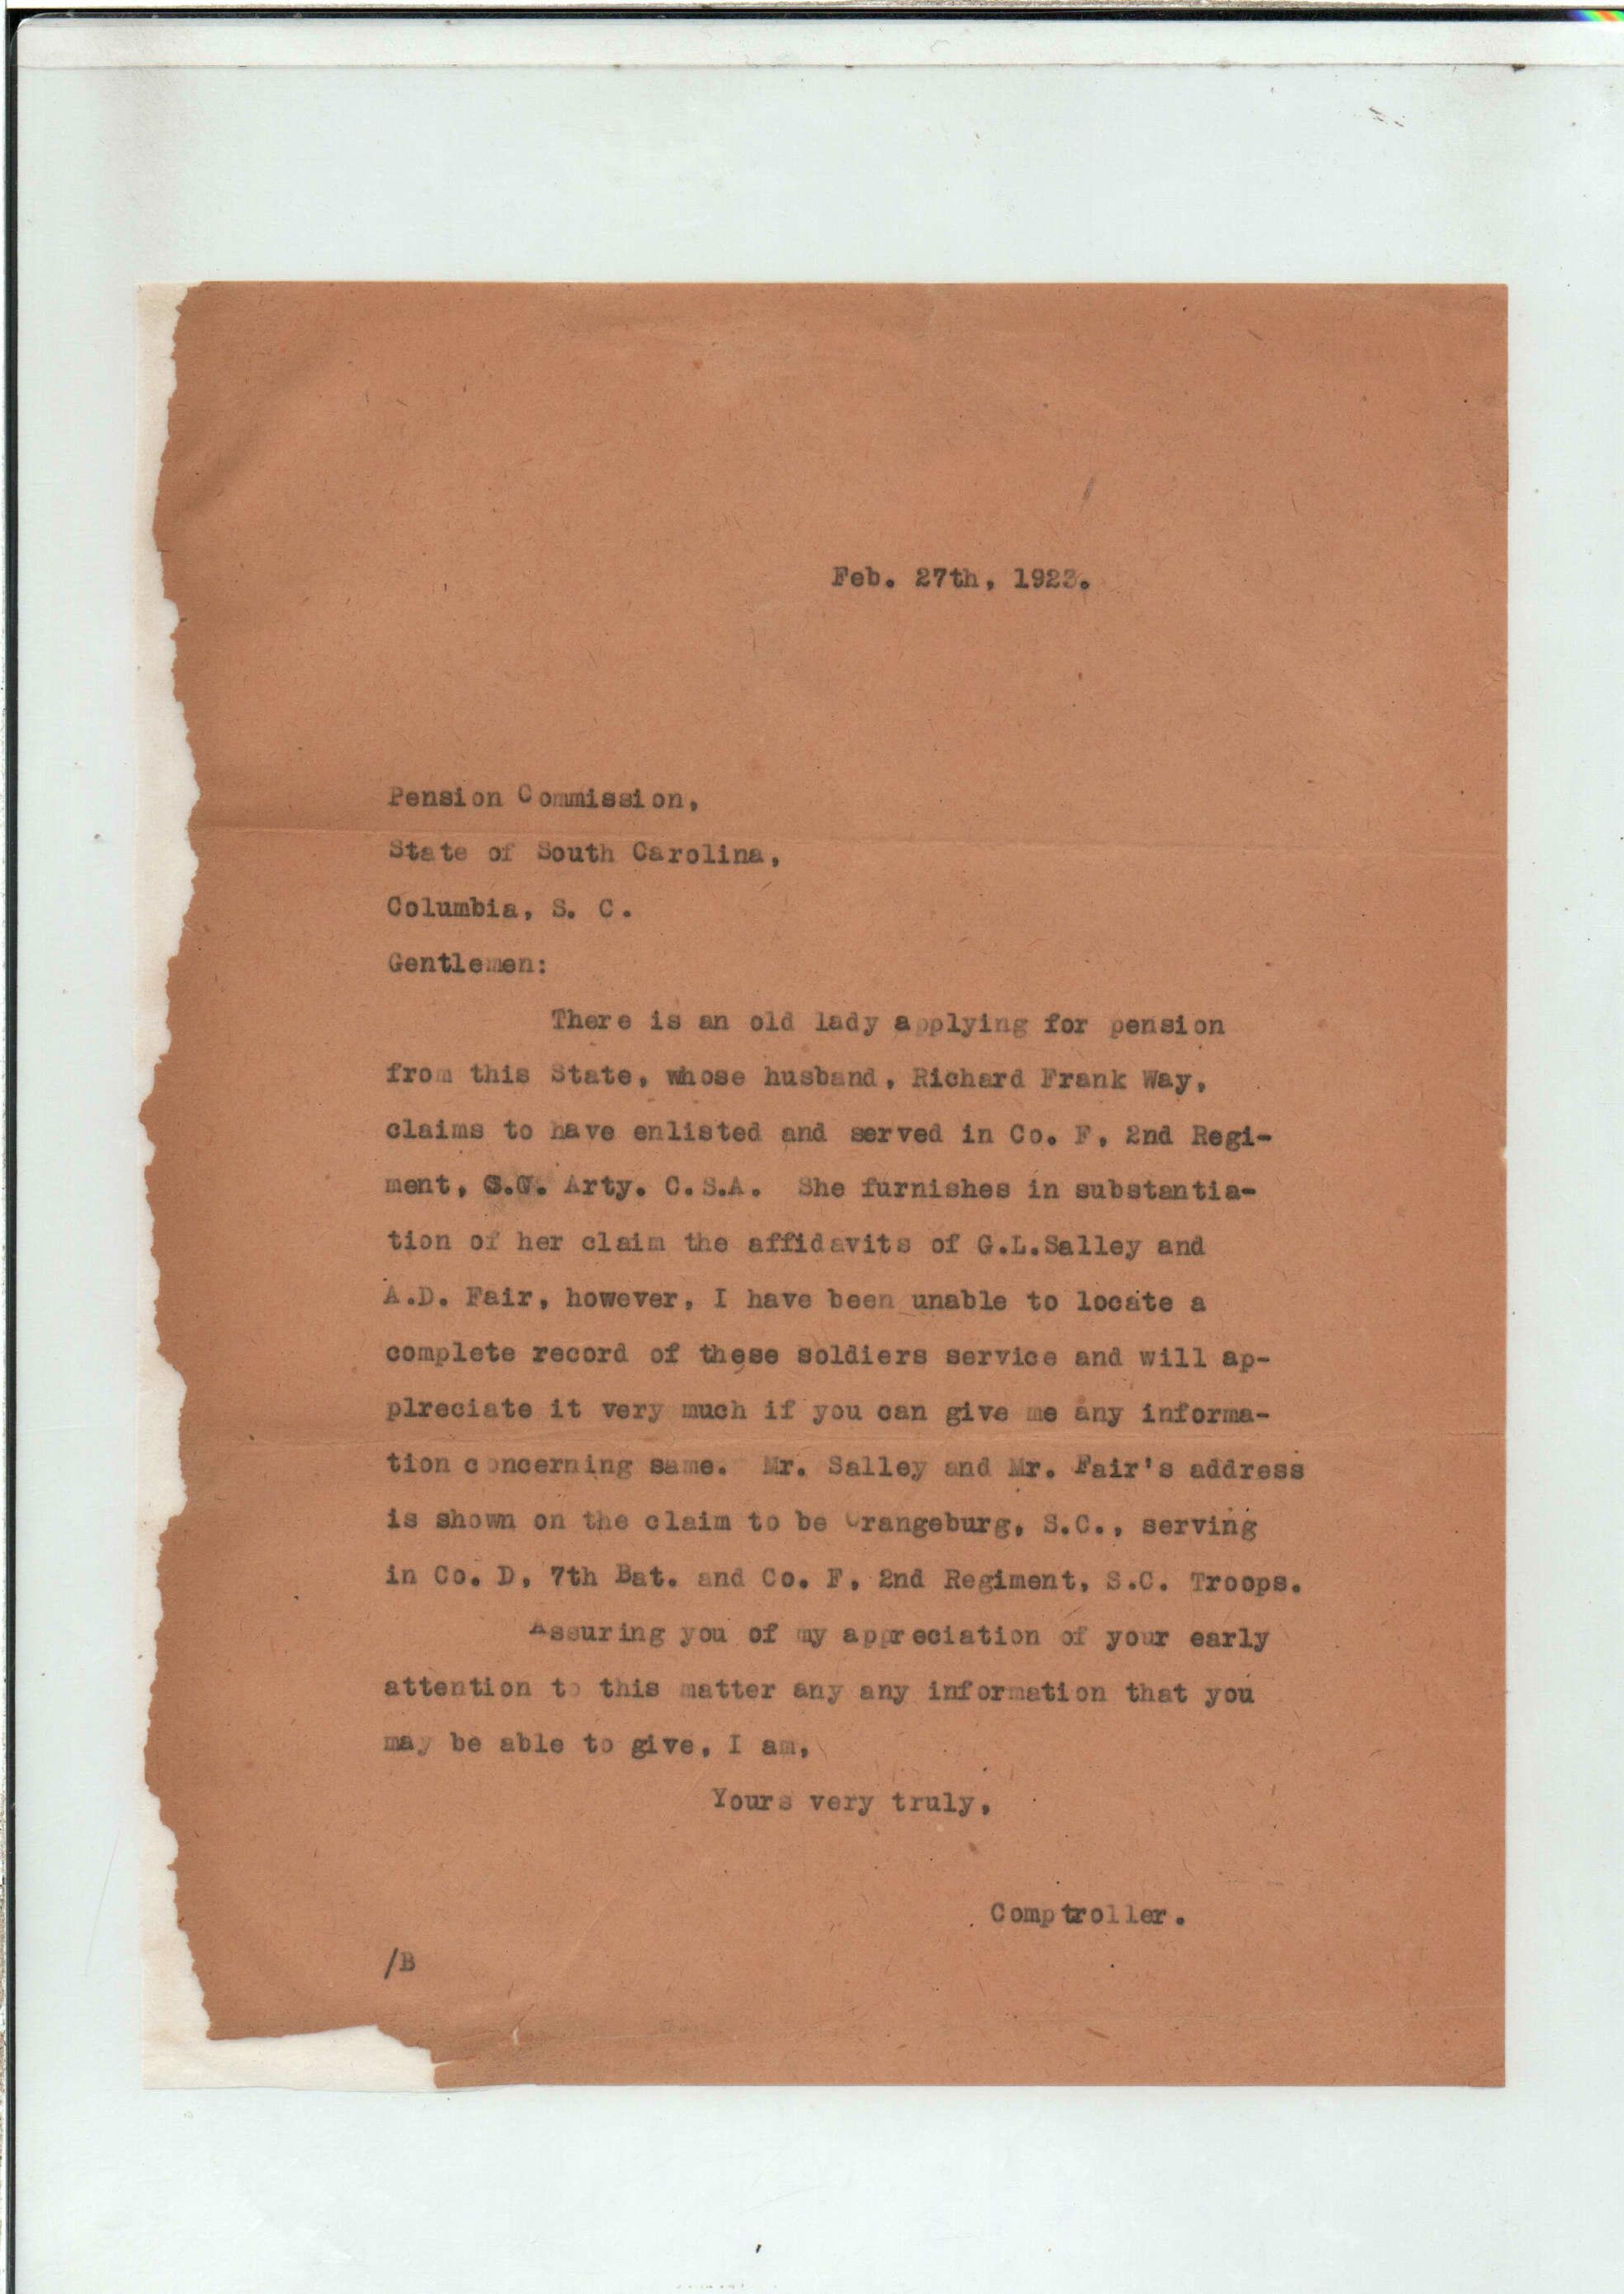 Feb. 27th, 1923.
Pension Commission,
State of South Carolina,
Columbia, S. C.
Gentlemen:
There is an old lady applying for pension
from this State, whose husband, Richard Frank Way,
claims to have enlisted and served in Co. F, 2nd Regi-
ment, S.C. Arty. C.S.A. She furnishes in substantia-
tion of her claim the affidavits of G.L.Salley and
A.D. Fair, however, I have been unable to locate a
complete record of these soldiers service and will ap-
plreciate it very much if you can give me any informa-
tion concerning same. Mr. Salley and Mr. Fair's address
is shown on the claim to be Orangeburg, S.C., serving
in Co. D, 7th Bat. and Co. F, 2nd Regiment, S.C. Troops.
Assuring you of my appreciation of your early
attention to this matter any any information that you
may be able to give, I am,
Yours very truly,
Comptroller.
/B